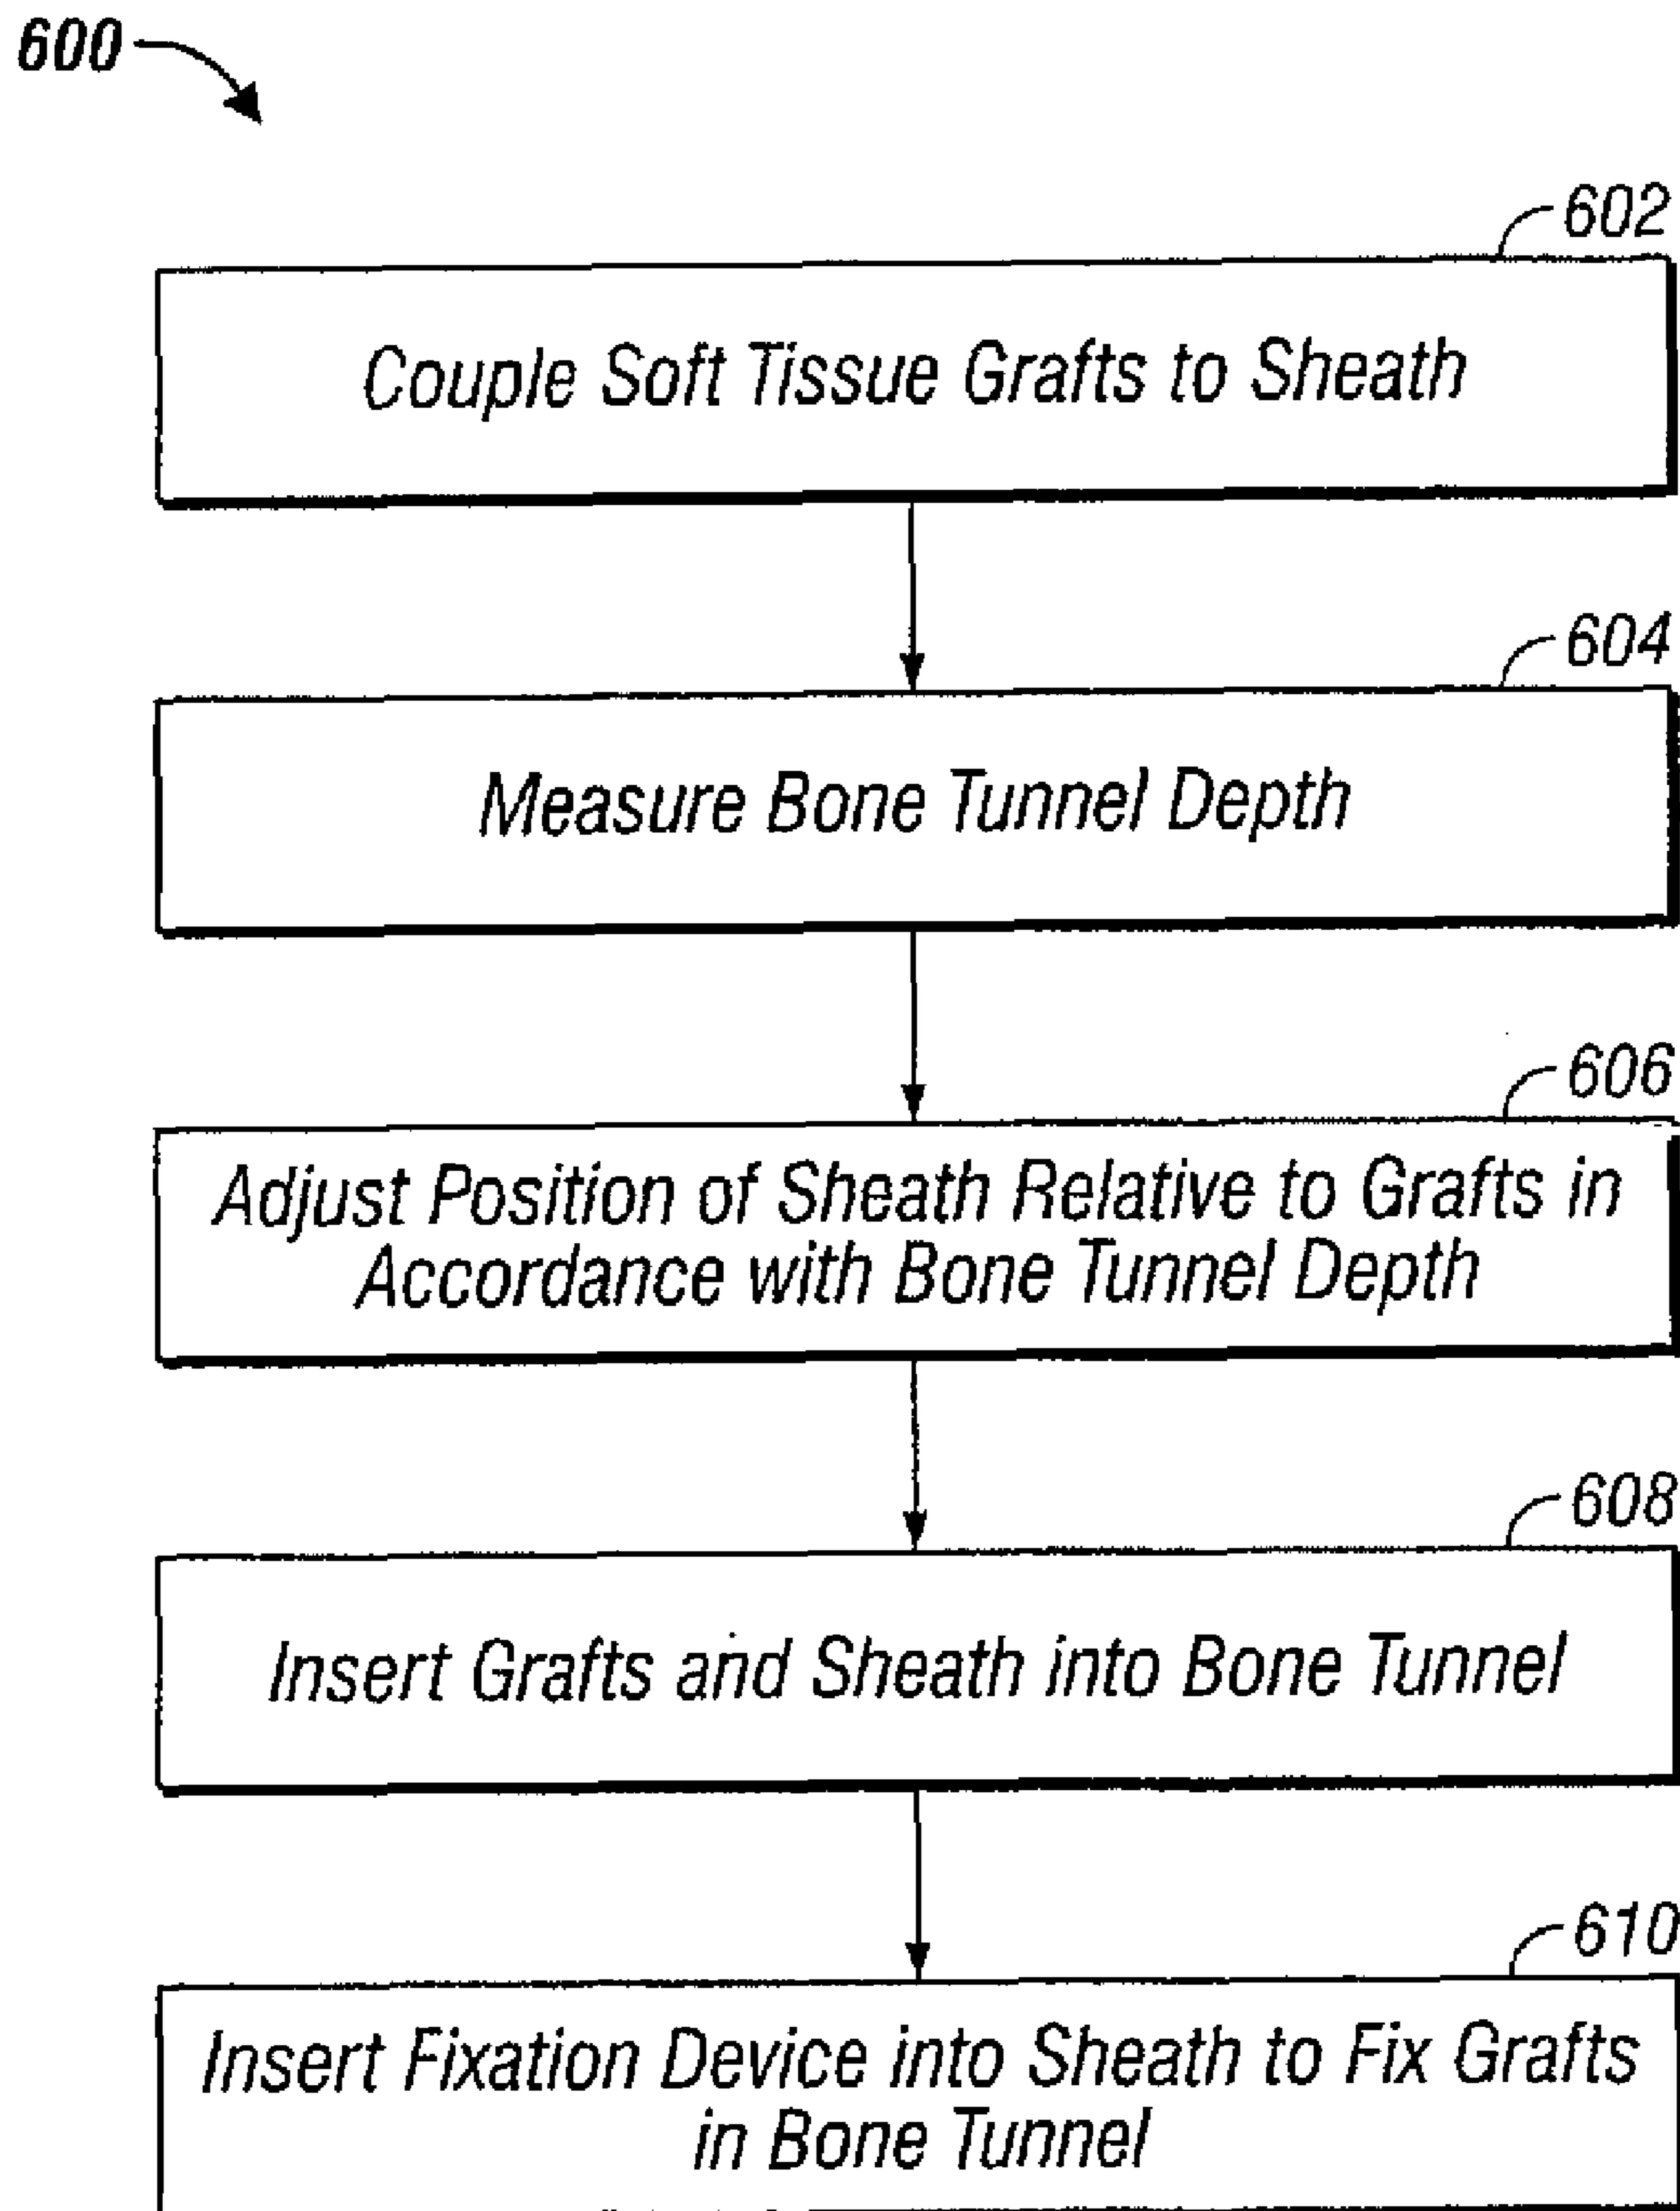 600
602
Couple Soft Tissue Grafts to Sheath
604
Measure Bone Tunnel Depth
606
Adjust Position of Sheath Relative to Grafts in
Accordance with Bone Tunnel Depth
608
Insert Grafts and Sheath into Bone Tunnel
610
Insert Fixation Device into Sheath to Fix Grafts
in Bone Tunnel